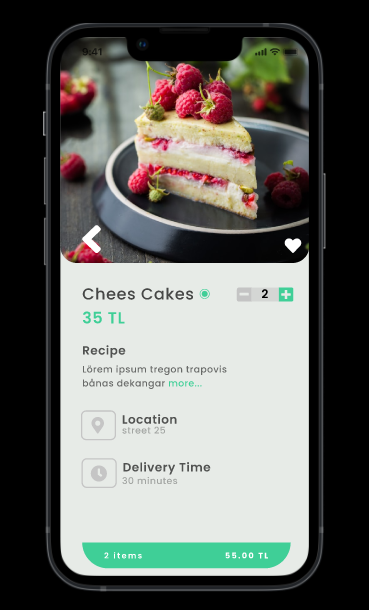 9:41
Chees Cakes
2
35 TL
Recipe
Lörem ipsum tregon trapovis
bånas dekangar more...
Location
street 25
Delivery Time
30 minutes
2 items
55.00 TL